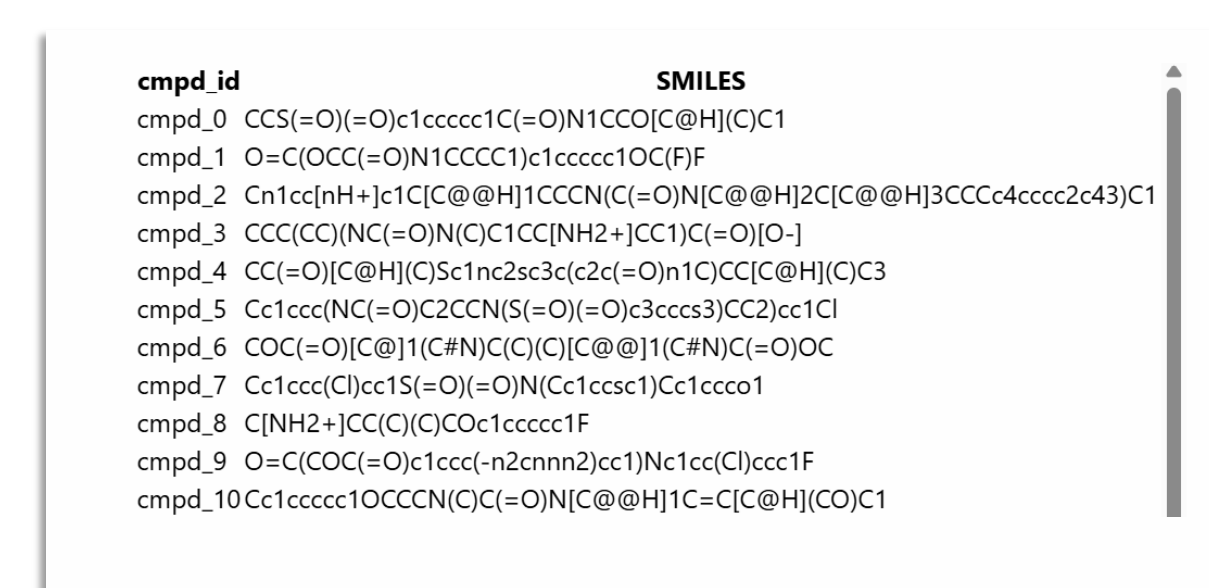 cmpd_id SMILES
cmpd_0 CCS(=O)(=O)c1ccccc1C(=O)N1CCO[C@H](C)C1
cmpd_1 O=C(OCC(=O)N1CCCC1)c1ccccc1OC(F)F
cmpd_2 Cn1cc[nH+]c1C[C@@H]1CCCN(C(=O)N[C@@H]2C[C@@H]3CCCc4cccc2c43)C1
cmpd_3 CCC(CC)(NC(=O)N(C)C1CC[NH2+]CC1)C(=O)[O-]
cmpd_4 CC(=O)[C@H](C)Sc1nc2sc3c(c2c(=O)n1C)CC[C@H](C)C3
cmpd_5 Cc1ccc(NC(=O)C2CCN(S(=O)(=O)c3cccs3)CC2)cc1Cl
cmpd_6 COC(=O)[C@]1(C#N)C(C)(C)[C@@]1(C#N)C(=O)OC
cmpd_7 Cc1ccc(Cl)cc1S(=O)(=O)N(Cc1ccsc1)Cc1ccco1
cmpd_8 C[NH2+]CC(C)(C)COc1ccccc1F
cmpd_9 O=C(COC(=O)c1ccc(-n2cnnn2)cc1)Nc1cc(Cl)ccc1F
cmpd_10 Cc1ccccc1OCCCN(C)C(=O)N[C@@H]1C=C[C@H](CO)C1